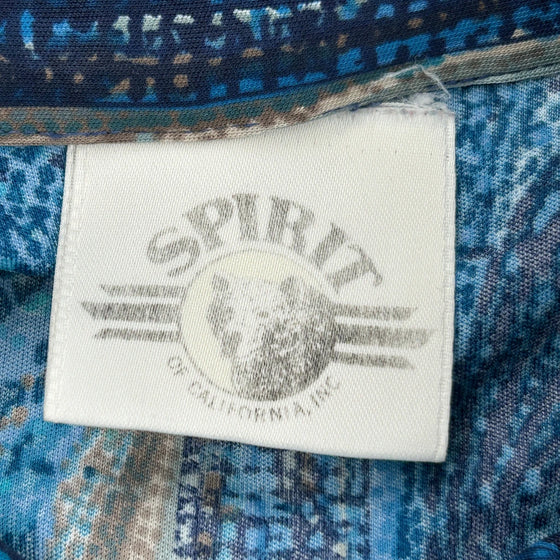 SPIRIT
OF CALIFORNIA, INC